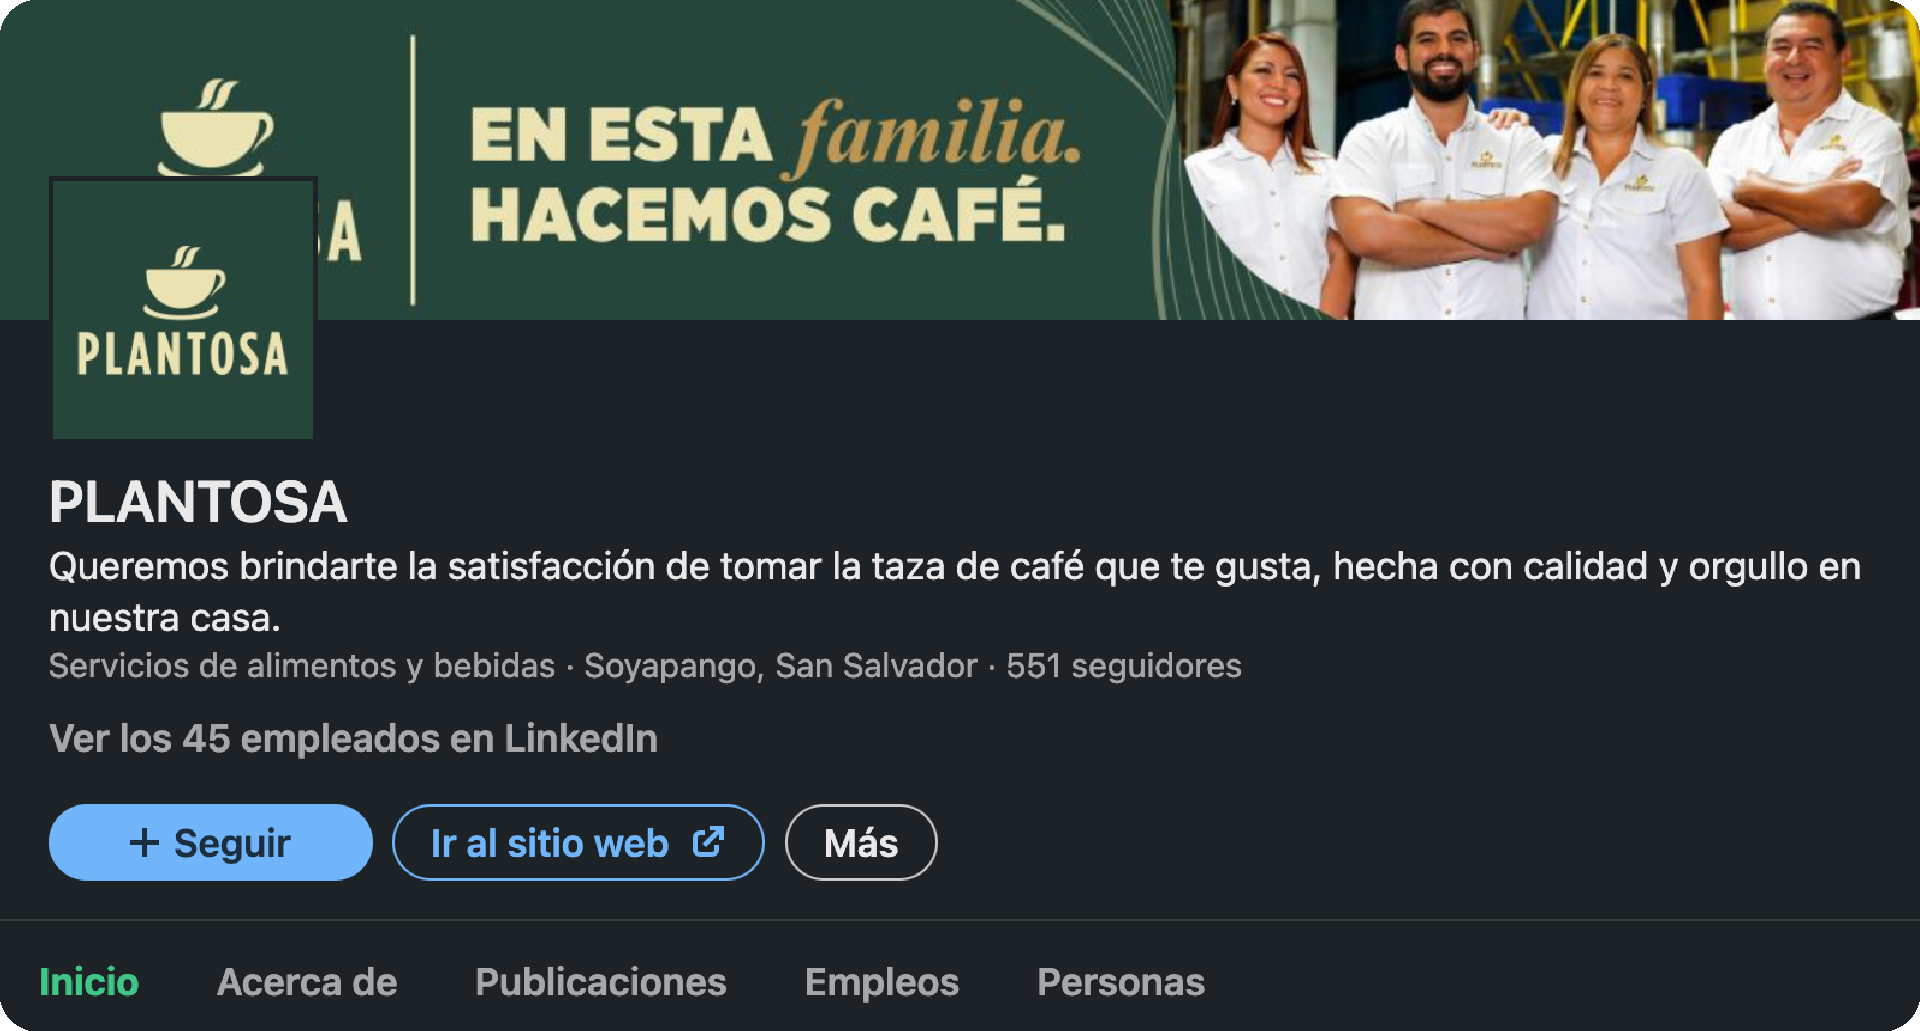 EN ESTA familia.
HACEMOS CAFÉ.
A
PLANTOSA
PLANTOSA
Queremos brindarte la satisfacción de tomar la taza de café que te gusta, hecha con calidad y orgullo en
nuestra casa.
Servicios de alimentos y bebidas · Soyapango, San Salvador · 551 seguidores
Ver los 45 empleados en LinkedIn
+ Seguir Ir al sitio web Más
Inicio Acerca de Publicaciones Empleos Personas